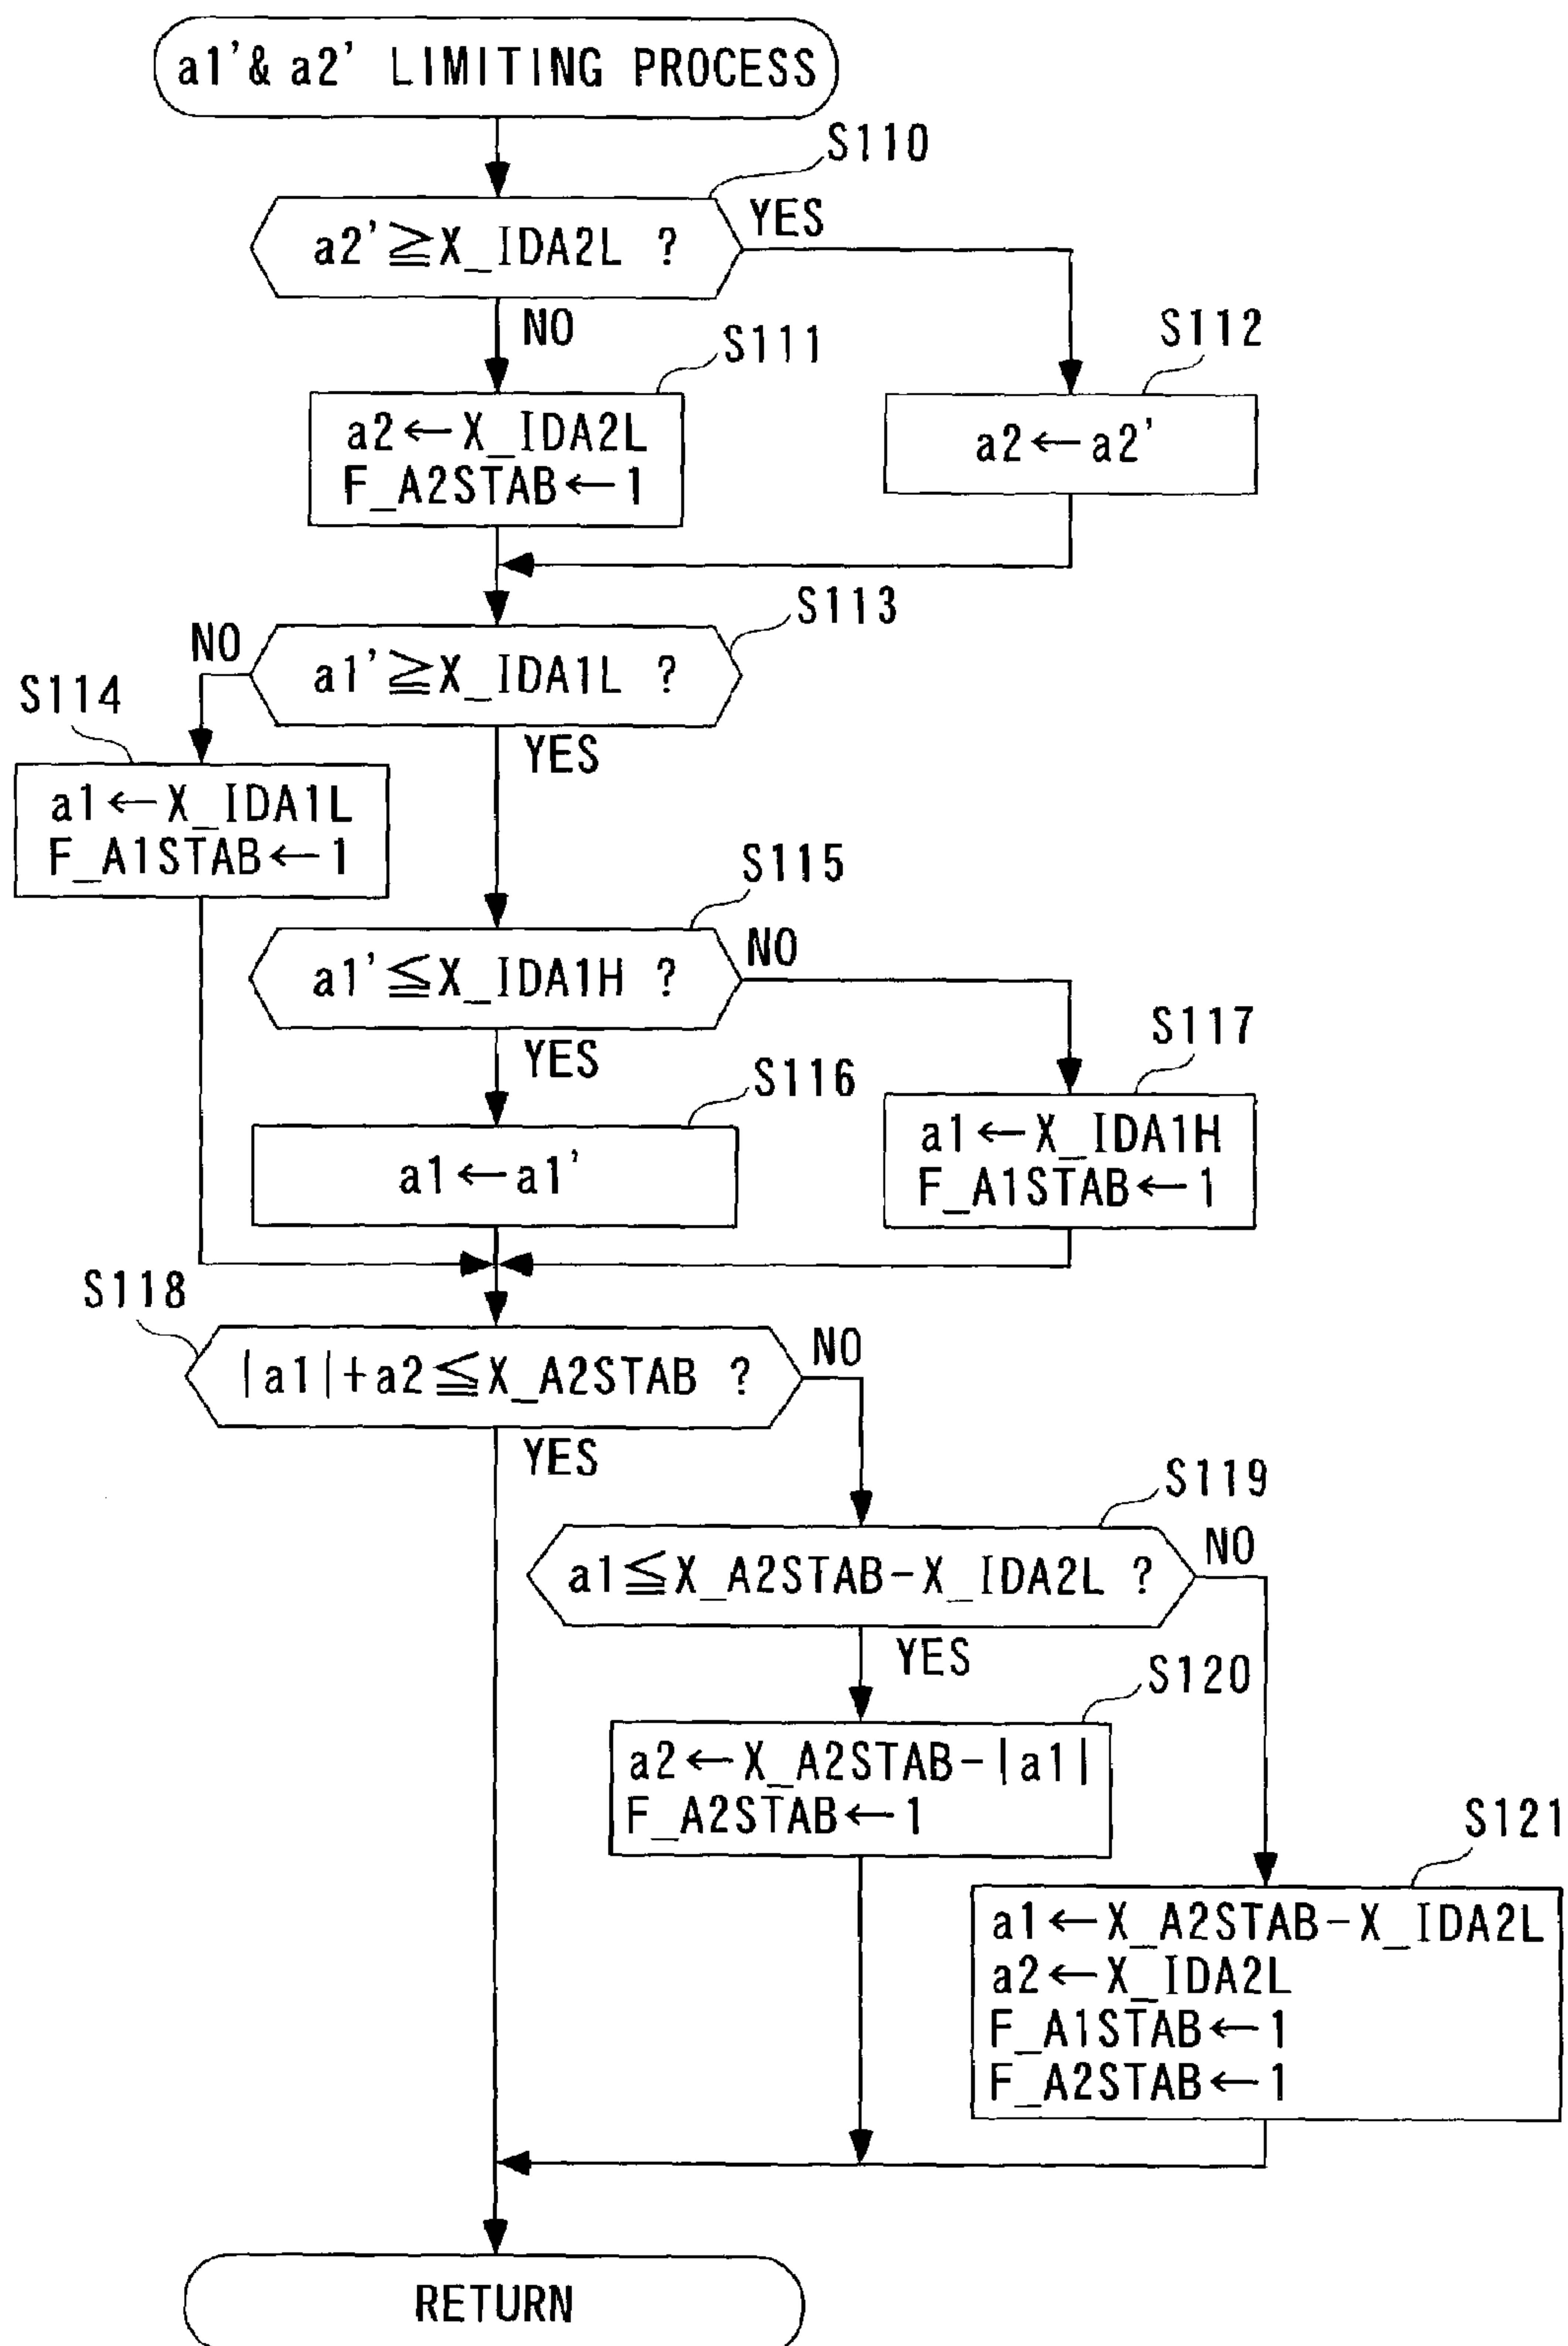 a1'& a2' LIMITING PROCESS
S110
a2'≧X_IDA2L ?
YES
NO
S111
S112
a2←X_IDA2L
F_A2STAB←1
a2←a2'
S113
NO
a1'≧X_IDA1L ?
S114
YES
a1←X_IDA1L
F_A1STAB←1
S115
a1'≦X_IDA1H ?
NO
YES
S117
S116
a1←X_IDA1H
F_A1STAB←1
a1←a1'
S118
|a1|+a2≦X_A2STAB ?
NO
YES
S119
a1≦X_A2STAB-X_IDA2L ?
NO
YES
S120
a2←X_A2STAB-|a1|
F_A2STAB←1
S121
a1←X_A2STAB-X_IDA2L
a2←X_IDA2L
F_A1STAB←1
F_A2STAB←1
RETURN